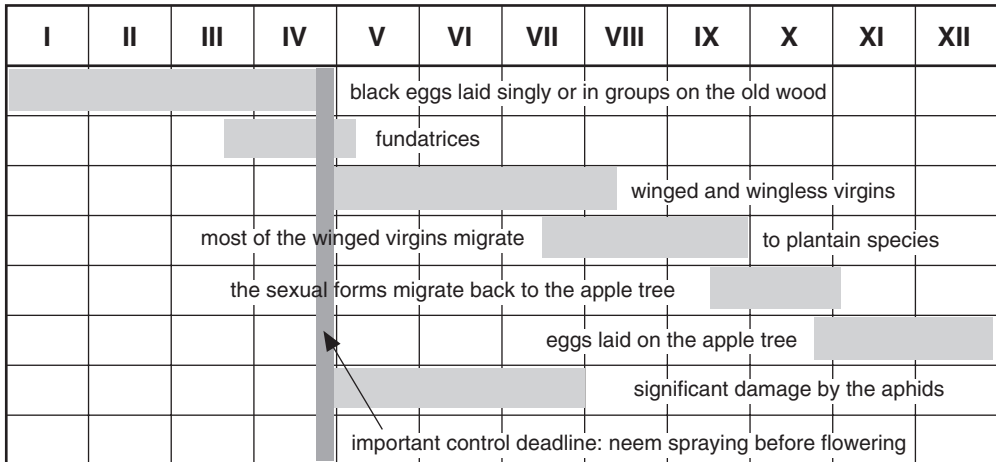 I II III IV V VI VII VIII IX X XI XII
black eggs laid singly or in groups on the old wood
fundatrices
winged and wingless virgins
most of the winged virgins migrate to plantain species
the sexual forms migrate back to the apple tree
eggs laid on the apple tree
significant damage by the aphids
important control deadline: neem spraying before flowering